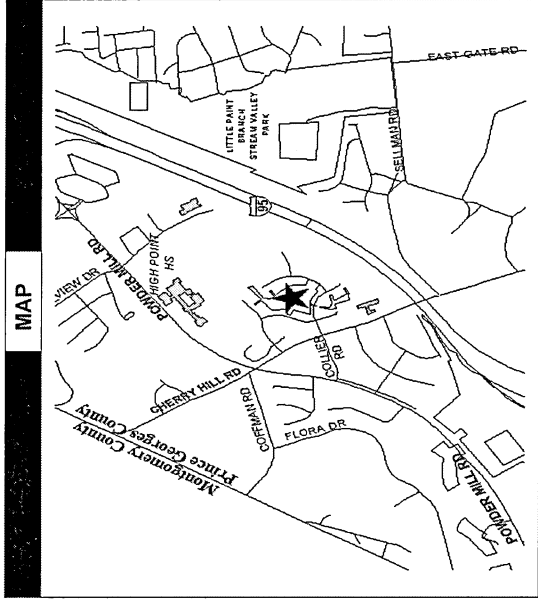 MAP
EAST GATE RD
LITTLE PAINT
BRANCH
STREAM VALLEY
PARK
SELLMAN RD
95
VIEW DR
POWDER MILL RD
HIGH POINT
HS
CHERRY HILL RD
COLLIER
RD
COFFMAN RD
FLORA DR
Montgomery County
Prince Georges County
POWDER MILL RD